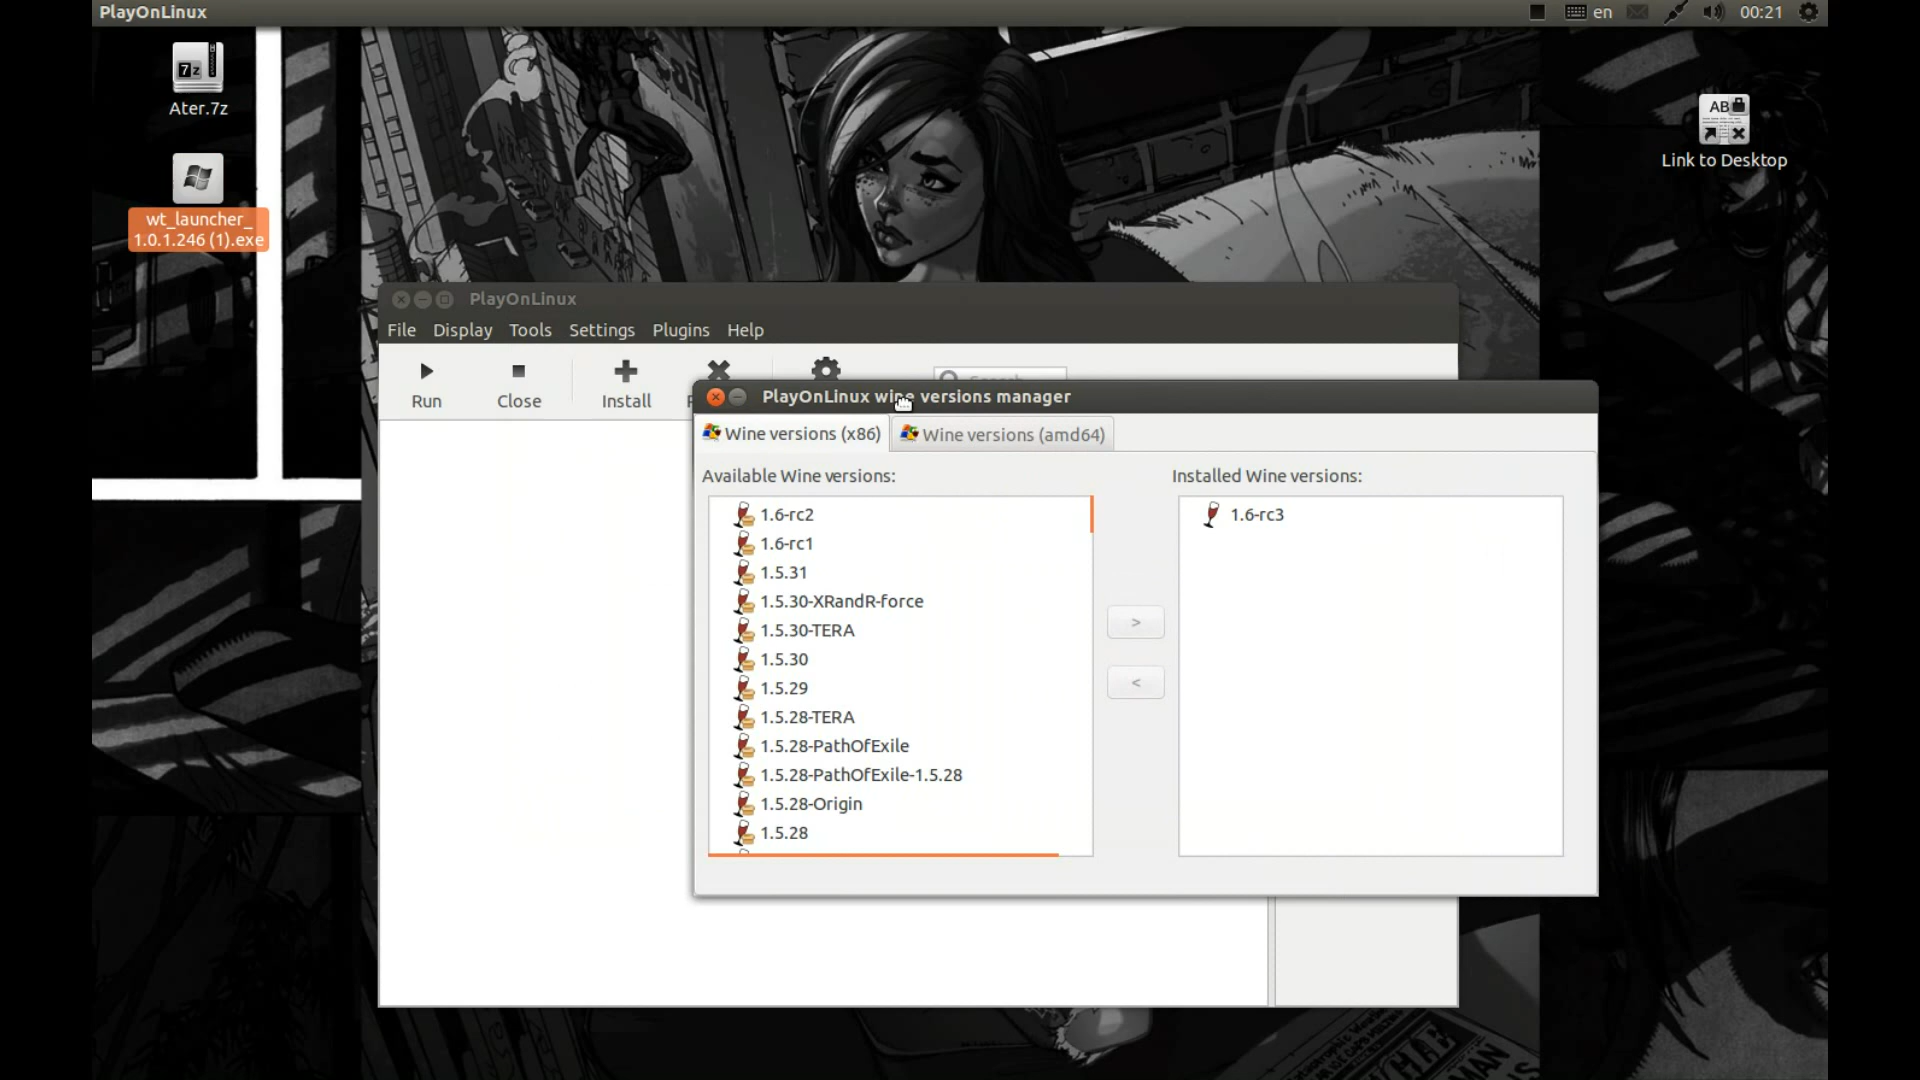 PlayOnLinux
en
00:21
7z
Ater.7z
wt_launcher_
1.0.1.246 (1).exe
AB
Link to Desktop
PlayOnLinux
File Display Tools Settings Plugins Help
Run Close Install
PlayOnLinux wine versions manager
Wine versions (x86) Wine versions (amd64)
Available Wine versions:
Installed Wine versions:
1.6-rc2
1.6-rc1
1.5.31
1.5.30-XRandR-force
1.5.30-TERA
1.5.30
1.5.29
1.5.28-TERA
1.5.28-PathOfExile
1.5.28-PathOfExile-1.5.28
1.5.28-Origin
1.5.28
>
<
1.6-rc3